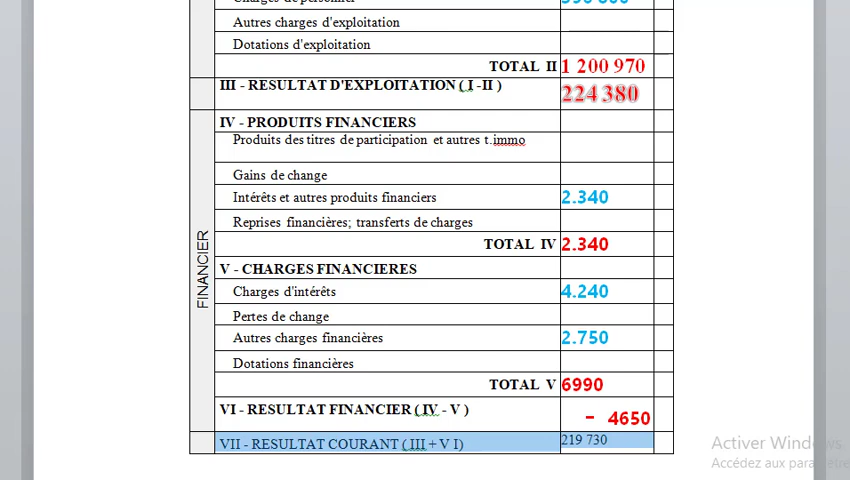 Autres charges d'exploitation
Dotations d'exploitation
TOTAL II 1 200 970
III - RESULTAT D'EXPLOITATION ( I -II )
224 380
IV - PRODUITS FINANCIERS
Produits des titres de participation et autres t.immo
Gains de change
Intérêts et autres produits financiers 2.340
Reprises financières; transferts de charges
TOTAL IV 2.340
V - CHARGES FINANCIERES
Charges d'intérêts 4.240
Pertes de change
Autres charges financières 2.750
Dotations financières
TOTAL V 6990
VI - RESULTAT FINANCIER ( IV - V )
- 4650
VII - RESULTAT COURANT ( III + V I) 219 730
FINANCIER
Activer Windows